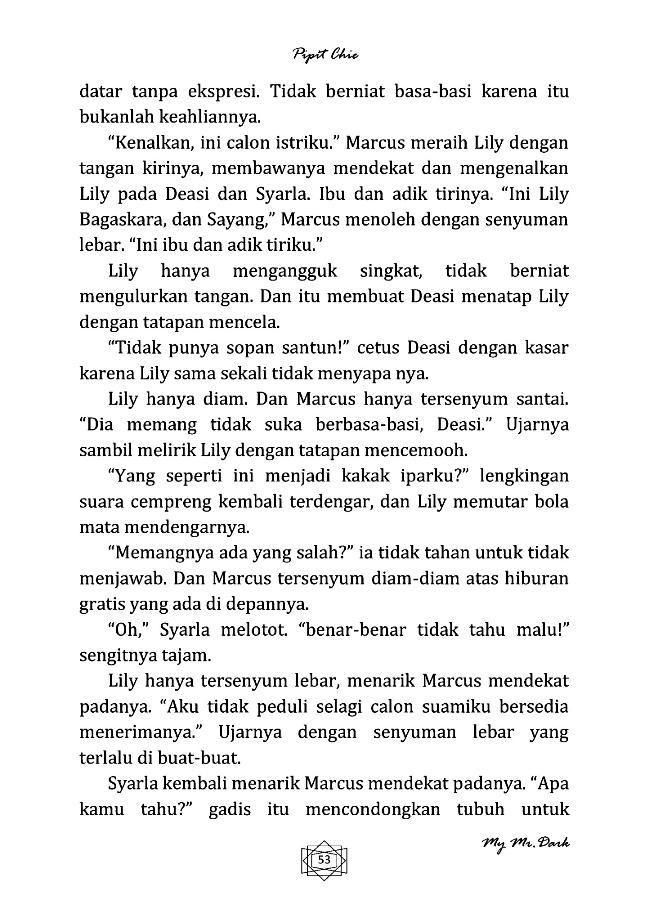 Pipit Chie
datar tanpa ekspresi. Tidak berniat basa-basi karena itu
bukanlah keahliannya.
“Kenalkan, ini calon istriku.” Marcus meraih Lily dengan
tangan kirinya, membawanya mendekat dan mengenalkan
Lily pada Deasi dan Syarla. Ibu dan adik tirinya. “Ini Lily
Bagaskara, dan Sayang,” Marcus menoleh dengan senyuman
lebar. “Ini ibu dan adik tiriku.”
Lily hanya mengangguk singkat, tidak berniat
mengulurkan tangan. Dan itu membuat Deasi menatap Lily
dengan tatapan mencela.
“Tidak punya sopan santun!” cetus Deasi dengan kasar
karena Lily sama sekali tidak menyapa nya.
Lily hanya diam. Dan Marcus hanya tersenyum santai.
“Dia memang tidak suka berbasa-basi, Deasi.” Ujarnya
sambil melirik Lily dengan tatapan mencemooh.
“Yang seperti ini menjadi kakak iparku?” lengkingan
suara cempreng kembali terdengar, dan Lily memutar bola
mata mendengarnya.
“Memangnya ada yang salah?” ia tidak tahan untuk tidak
menjawab. Dan Marcus tersenyum diam-diam atas hiburan
gratis yang ada di depannya.
“Oh,” Syarla melotot. “benar-benar tidak tahu malu!”
sengitnya tajam.
Lily hanya tersenyum lebar, menarik Marcus mendekat
padanya. “Aku tidak peduli selagi calon suamiku bersedia
menerimanya.” Ujarnya dengan senyuman lebar yang
terlalu di buat-buat.
Syarla kembali menarik Marcus mendekat padanya. “Apa
kamu tahu?” gadis itu mencondongkan tubuh untuk
My Mr. Dark
53